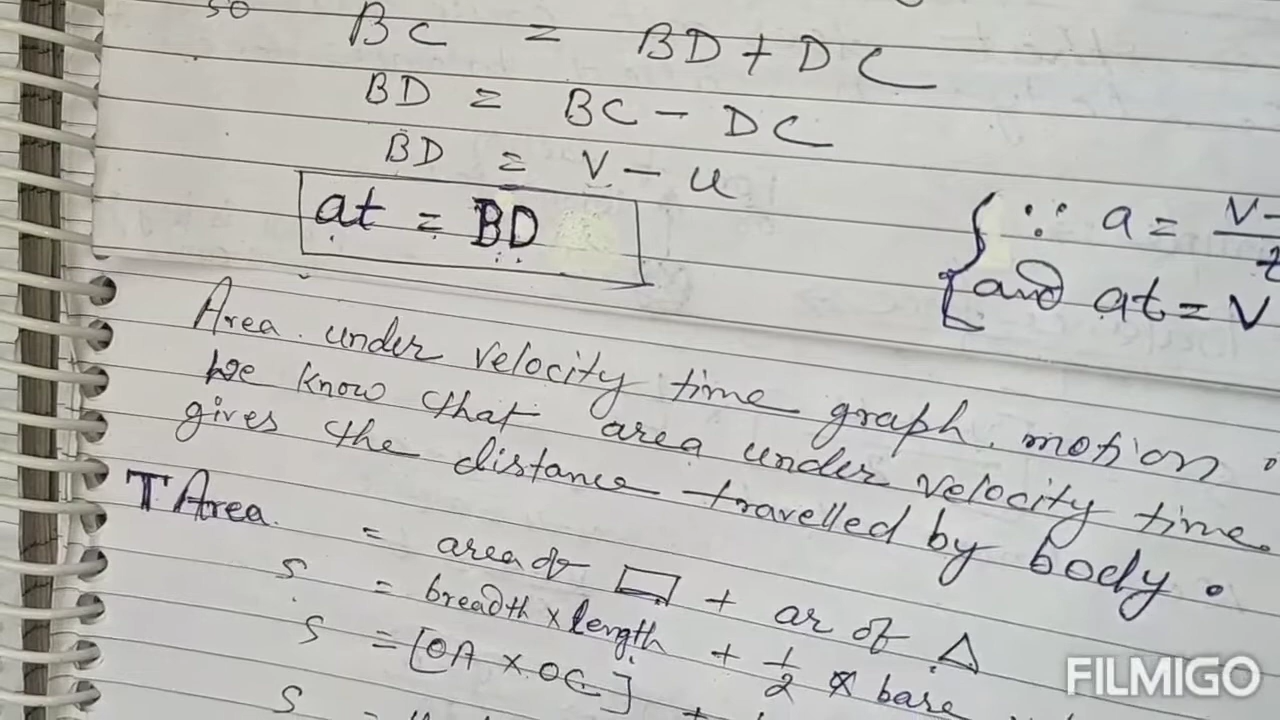 so BC = BD + DC
BD = BC - DC
BD = V - u
at = BD
{ ∵ a = V-
t
and at = V
Area under velocity time graph motion
We know that area under velocity time
gives the distance travelled by body.
T Area = area of ▭ + ar of △
S = breadth × length + 1/2 × base
S = [OA × OC]
S =
FILMIGO